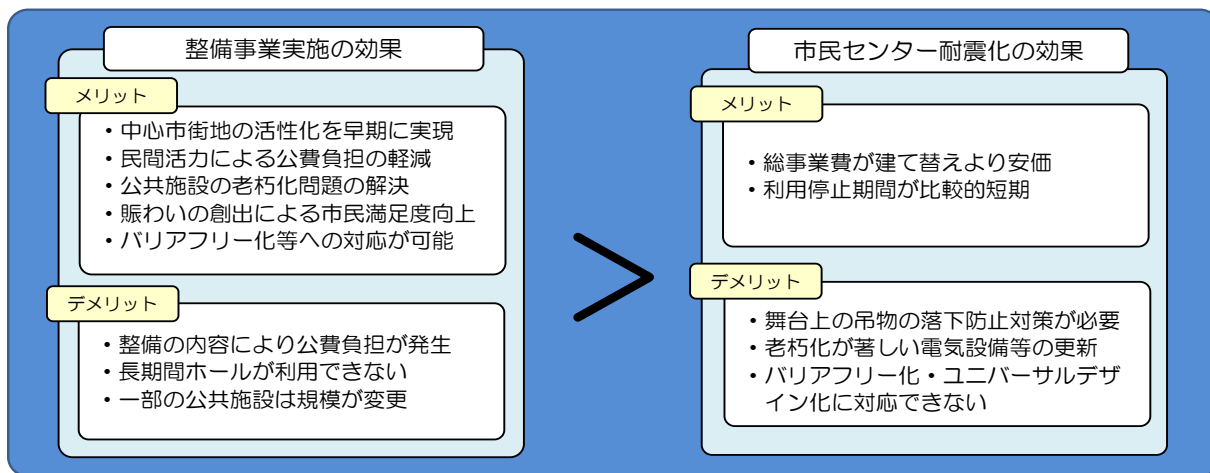 整備事業実施の効果
メリット
・中心市街地の活性化を早期に実現
・民間活力による公費負担の軽減
・公共施設の老朽化問題の解決
・賑わいの創出による市民満足度向上
・バリアフリー化等への対応が可能
デメリット
・整備の内容により公費負担が発生
・長期間ホールが利用できない
・一部の公共施設は規模が変更
＞
市民センター耐震化の効果
メリット
・総事業費が建て替えより安価
・利用停止期間が比較的短期
デメリット
・舞台上の吊物の落下防止対策が必要
・老朽化が著しい電気設備等の更新
・バリアフリー化・ユニバーサルデザ
イン化に対応できない